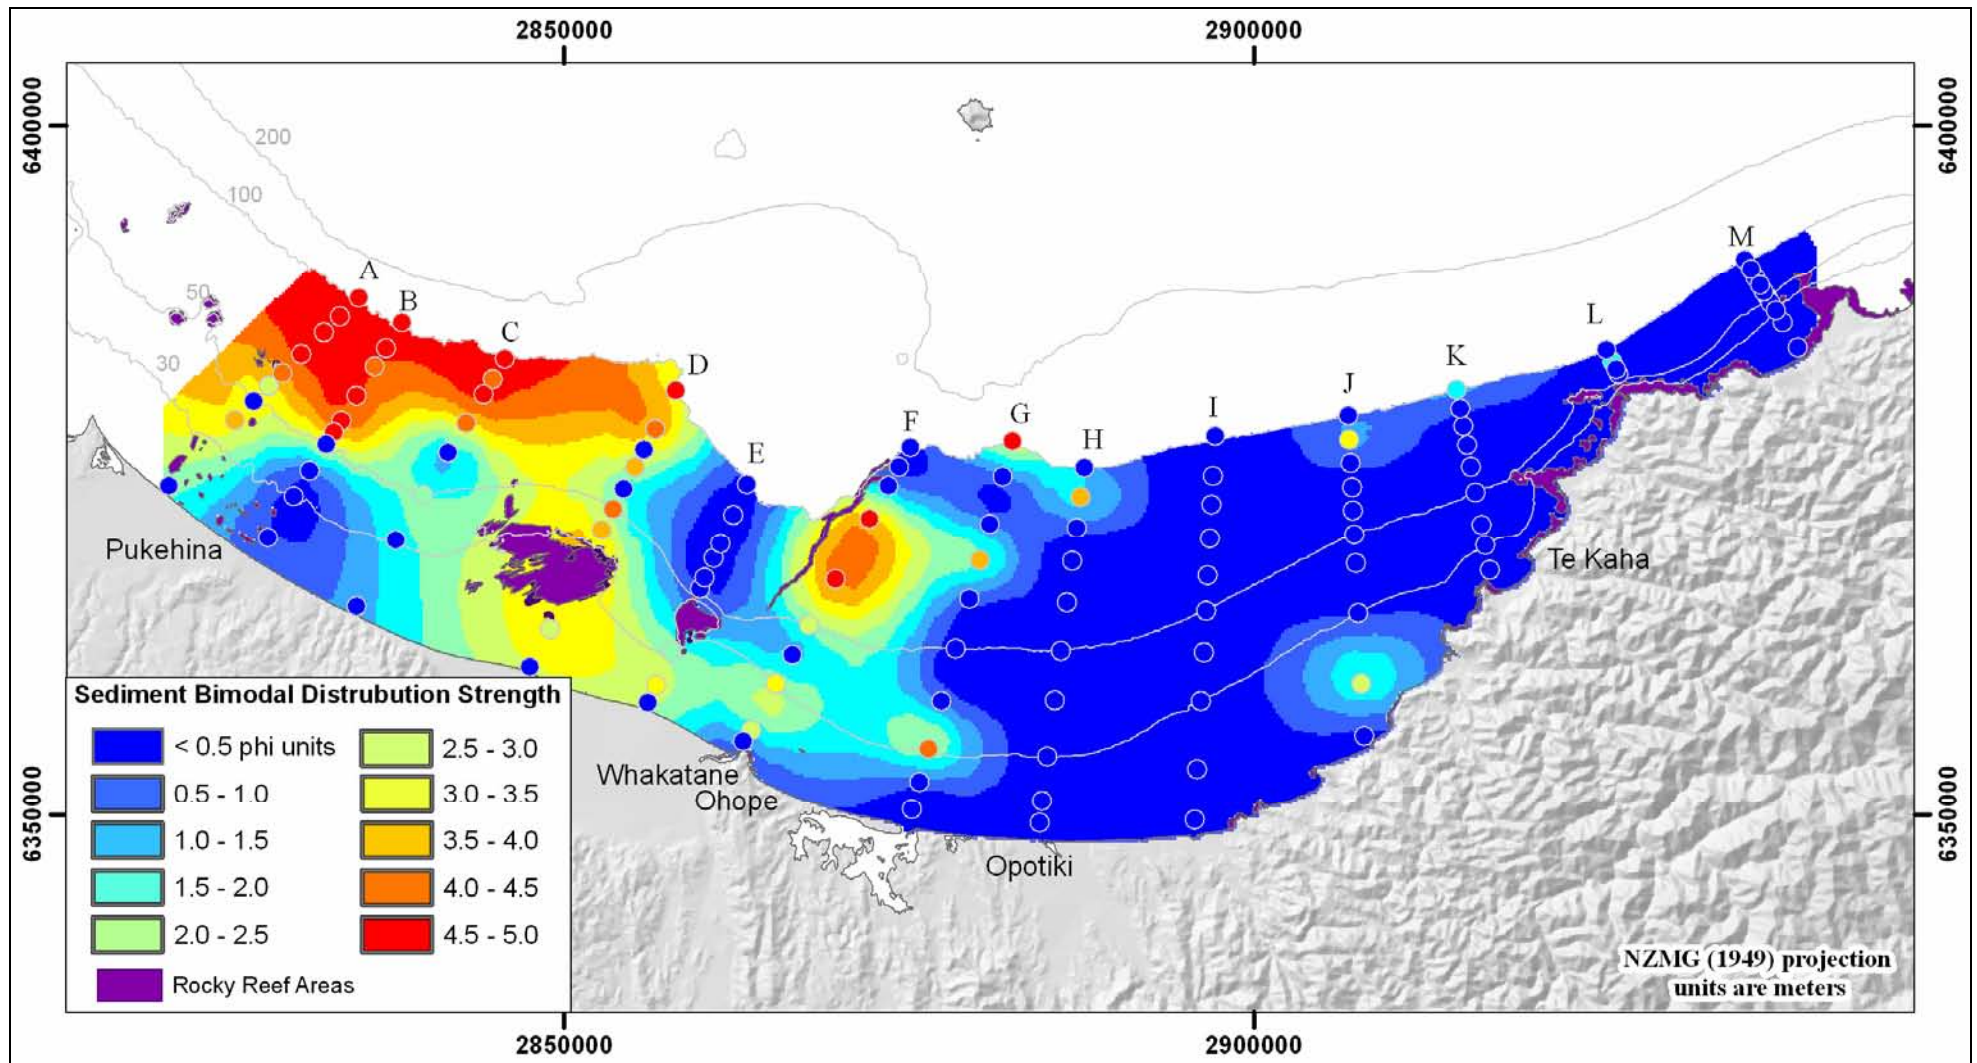 2850000
2900000
6400000
6400000
200
100
50
30
A
B
C
D
E
F
G
H
I
J
K
L
M
Pukehina
Te Kaha
Whakatane
Ohope
Opotiki
6350000
6350000
Sediment Bimodal Distrubution Strength
< 0.5 phi units
0.5 - 1.0
1.0 - 1.5
1.5 - 2.0
2.0 - 2.5
2.5 - 3.0
3.0 - 3.5
3.5 - 4.0
4.0 - 4.5
4.5 - 5.0
Rocky Reef Areas
NZMG (1949) projection
units are meters
2850000
2900000